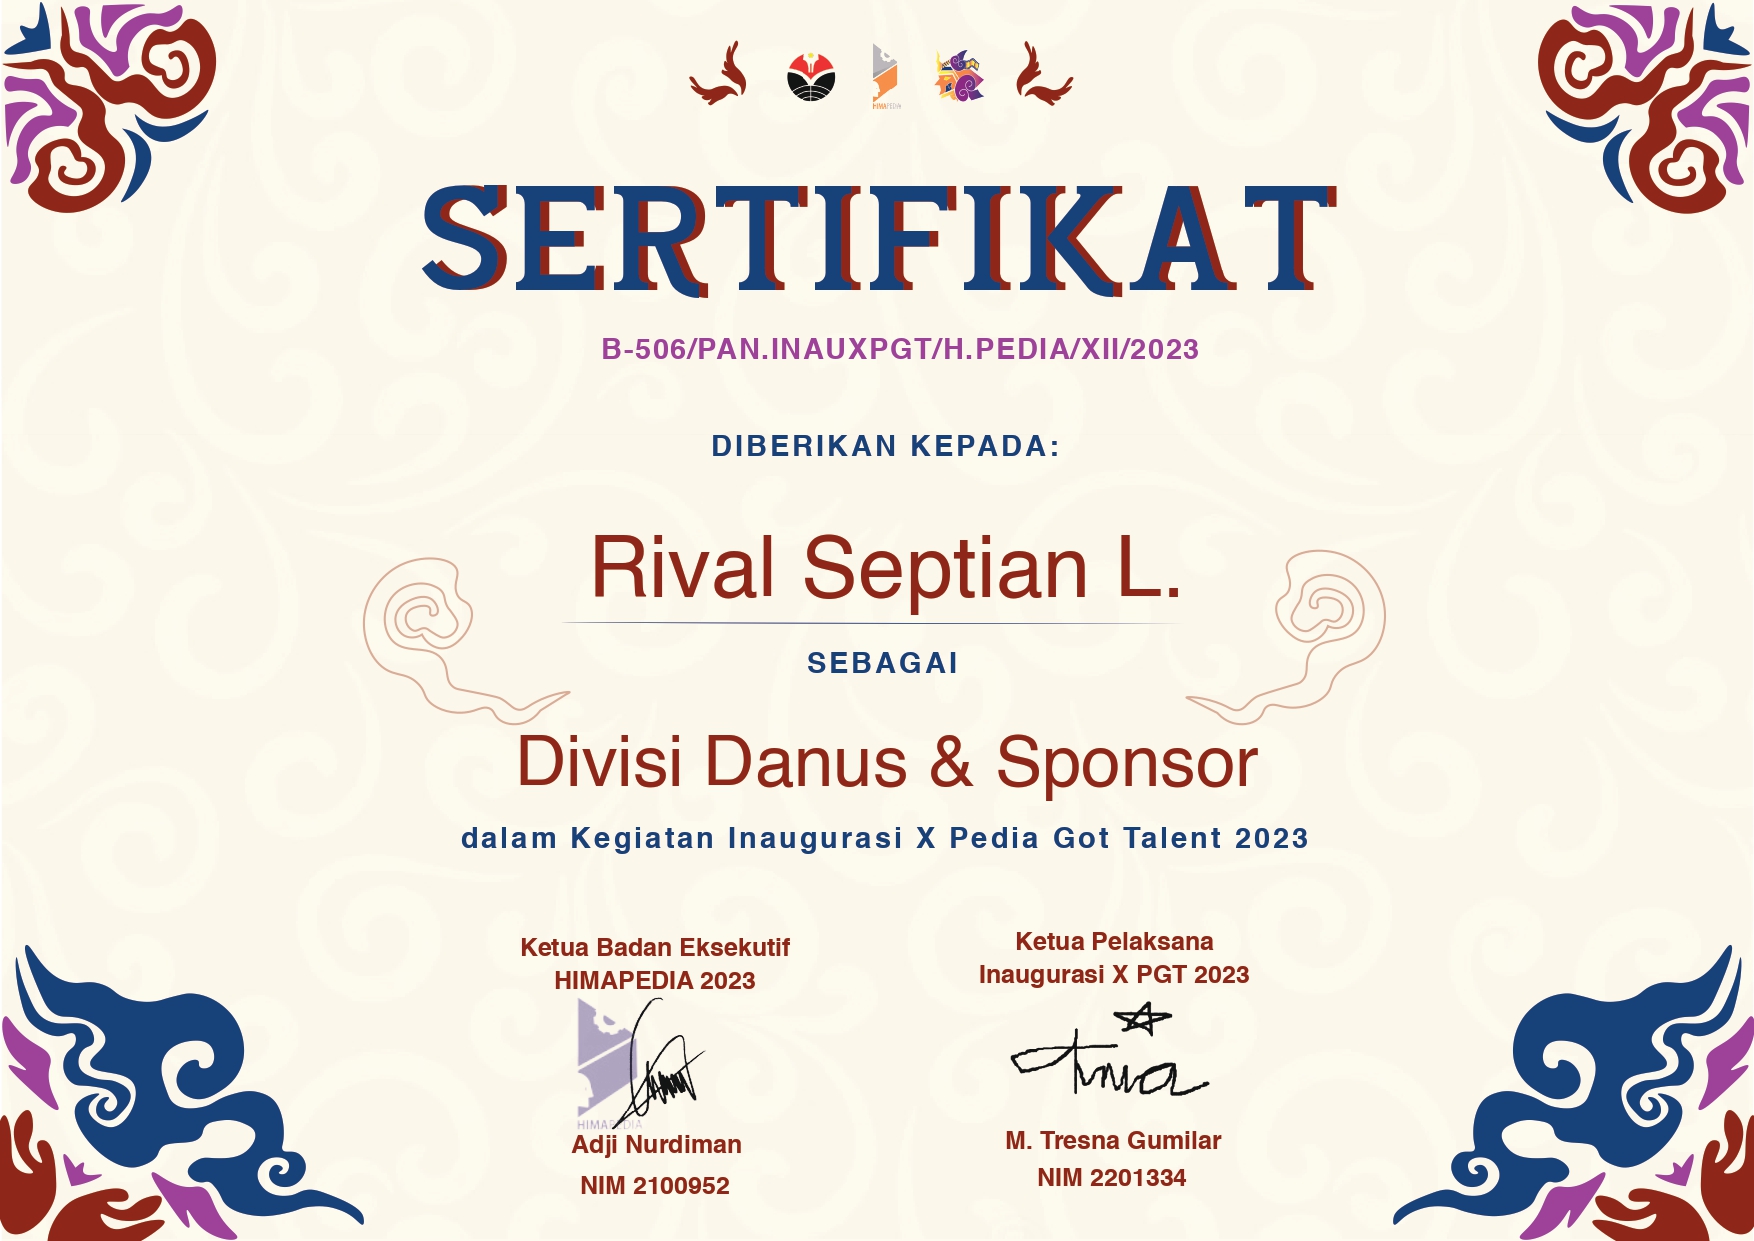 HIMAPEDIA
SERTIFIKAT
B-506/PAN.INAUXPGT/H.PEDIA/XII/2023
DIBERIKAN KEPADA:
Rival Septian L.
SEBAGAI
Divisi Danus & Sponsor
dalam Kegiatan Inaugurasi X Pedia Got Talent 2023
Ketua Badan Eksekutif
HIMAPEDIA 2023
HIMAPEDIA
Adji Nurdiman
NIM 2100952
Ketua Pelaksana
Inaugurasi X PGT 2023
M. Tresna Gumilar
NIM 2201334